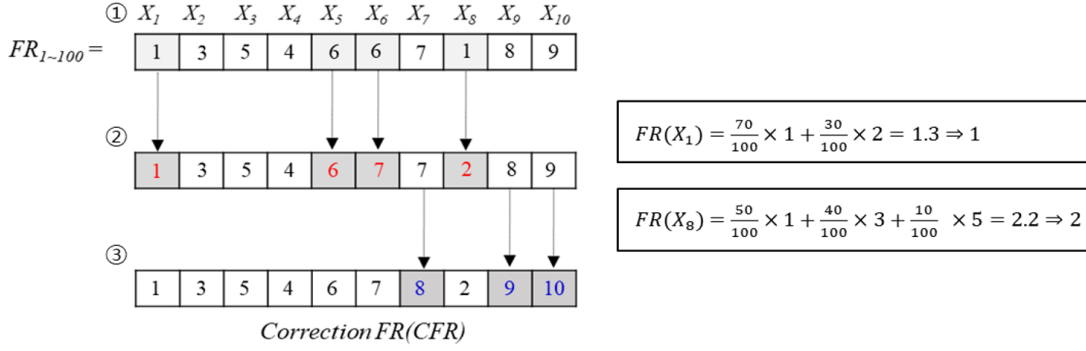 ① X₁ X₂ X₃ X₄ X₅ X₆ X₇ X₈ X₉ X₁₀
FR₁~₁₀₀ = 1 3 5 4 6 6 7 1 8 9
②
1 3 5 4 6 7 7 2 8 9
③
1 3 5 4 6 7 8 2 9 10
Correction FR(CFR)
FR(X₁) = 70/100 × 1 + 30/100 × 2 = 1.3 ⇒ 1
FR(X₈) = 50/100 × 1 + 40/100 × 3 + 10/100 × 5 = 2.2 ⇒ 2